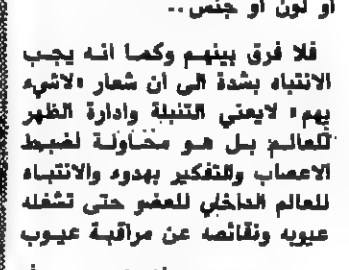 او لون او جنس..
فلا فرق بينهم وكما انه يجب
الانتباه بشدة الى ان شعار «لاشيء
يهم» لايعني التنبلة وادارة الظهر
للعالم بل هو محاولة لضبط
الاعصاب وللتفكير بهدوء والانتباه
للعالم الداخلي للعضو حتى تشغله
عيوبه ونقائصه عن مراقبة عيوب